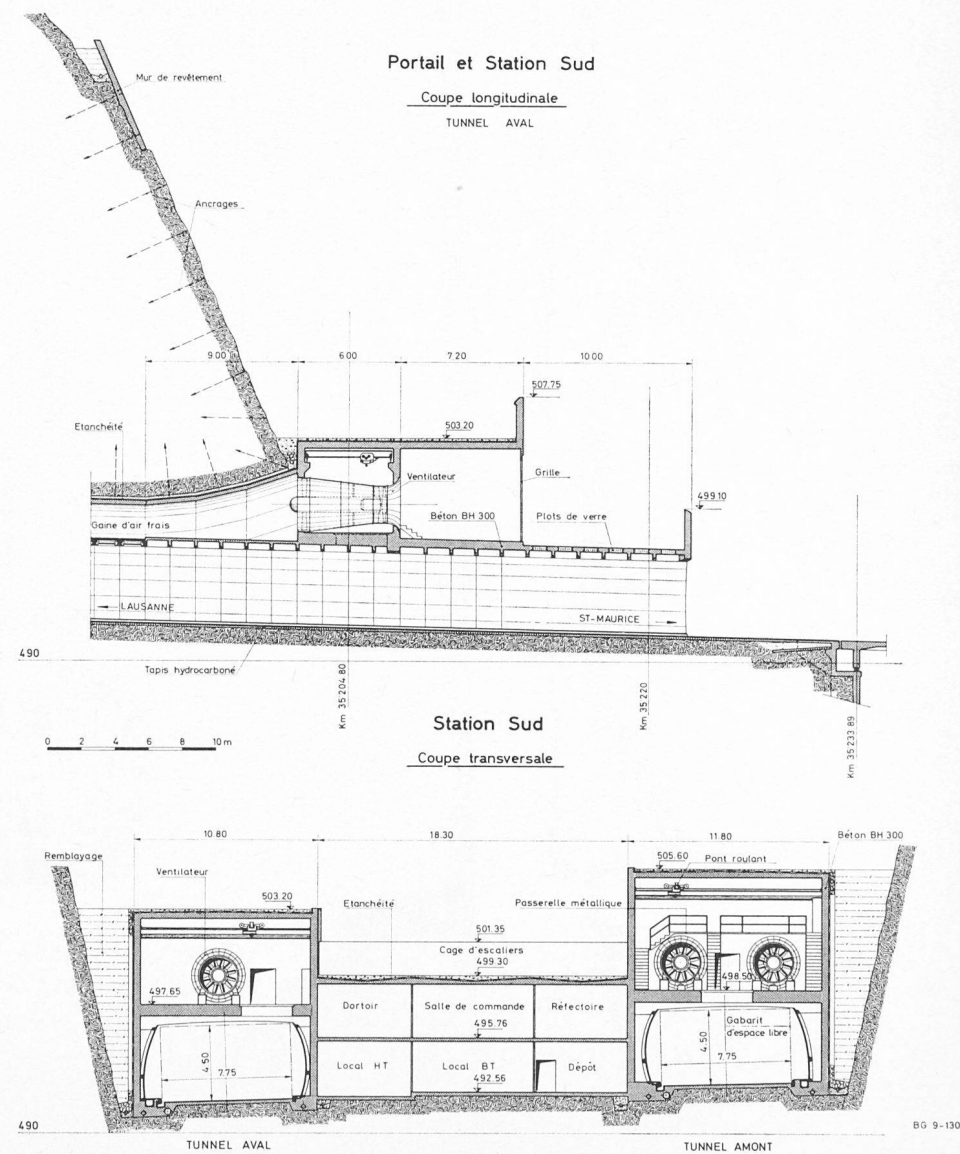 Portail et Station Sud
Coupe longitudinale
TUNNEL AVAL
Mur de revêtement
Ancrages
9.00 6.00 7.20 10.00
507.75
503.20
Etanchéité
Ventilateur
Grille
499.10
Béton BH 300
Plots de verre
Gaine d'air frais
LAUSANNE
ST-MAURICE
490
Tapis hydrocarboné
Km 35 204.80
Km 35 220
Km 35 233.89
0 2 4 6 8 10 m
Station Sud
Coupe transversale
10.80 18.30 11.80
Béton BH 300
Remblayage
Ventilateur
503.20
Etanchéité
Passerelle métallique
505.60
Pont roulant
501.35
Cage d'escaliers
499.30
497.65
498.50
Dortoir
Salle de commande
Réfectoire
495.76
Gabarit
d'espace libre
4.50
7.75
Local HT
Local BT
Dépôt
492.56
4.50
7.75
490
BG 9-130
TUNNEL AVAL
TUNNEL AMONT